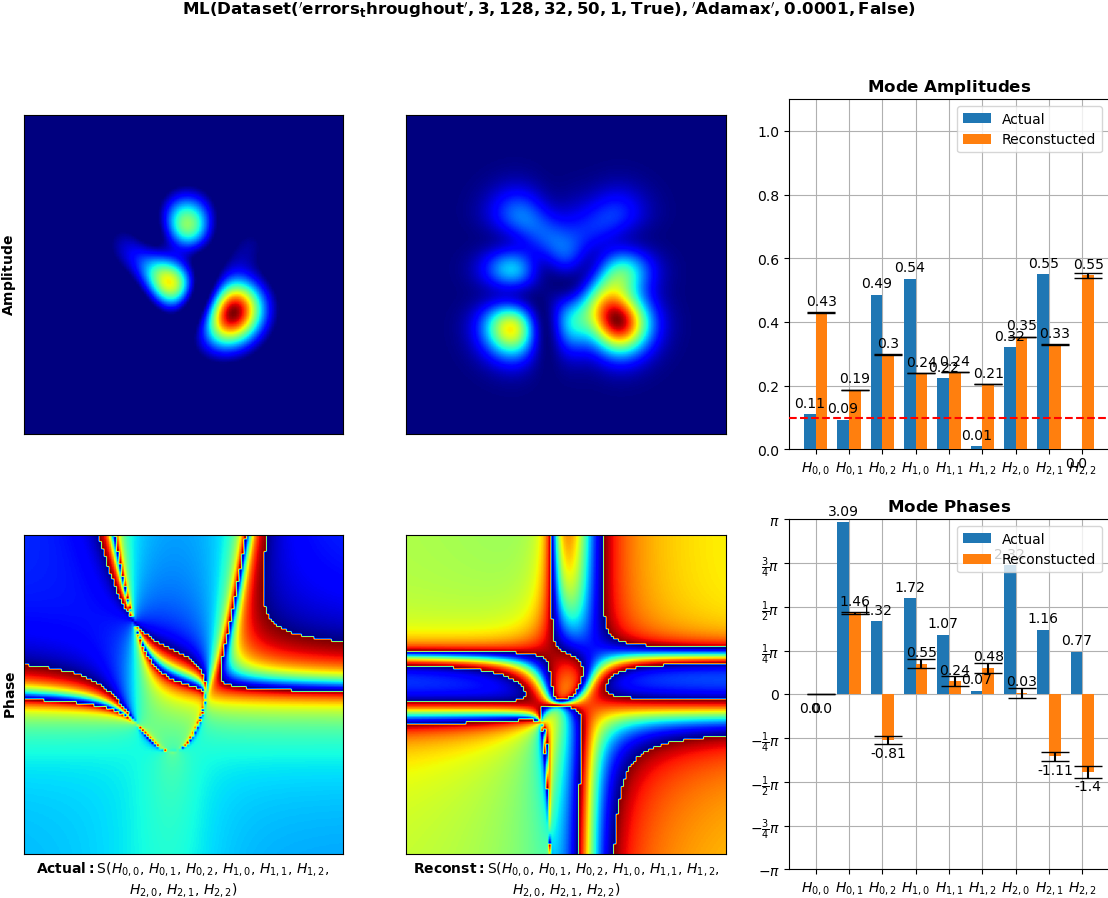 ML(Dataset('errors_throughout', 3, 128, 32, 50, 1, True), 'Adamax', 0.0001, False)
Amplitude
Mode Amplitudes
Actual
Reconstucted
1.0
0.8
0.6
0.4
0.2
0.0
0.11 0.09 0.49 0.54 0.22 0.01 0.32 0.55 0.0
0.43 0.19 0.3 0.24 0.24 0.21 0.35 0.33 0.55
H0,0 H0,1 H0,2 H1,0 H1,1 H1,2 H2,0 H2,1 H2,2
Phase
Actual: S(H0,0, H0,1, H0,2, H1,0, H1,1, H1,2,
H2,0, H2,1, H2,2)
Reconst: S(H0,0, H0,1, H0,2, H1,0, H1,1, H1,2,
H2,0, H2,1, H2,2)
Mode Phases
Actual
Reconstucted
π
3/4π
1/2π
1/4π
0
−1/4π
−1/2π
−3/4π
−π
0.0 3.09 1.32 1.72 1.07 0.07 2.32 1.16 0.77
0.0 1.46 -0.81 0.55 0.24 0.48 0.03 -1.11 -1.4
H0,0 H0,1 H0,2 H1,0 H1,1 H1,2 H2,0 H2,1 H2,2